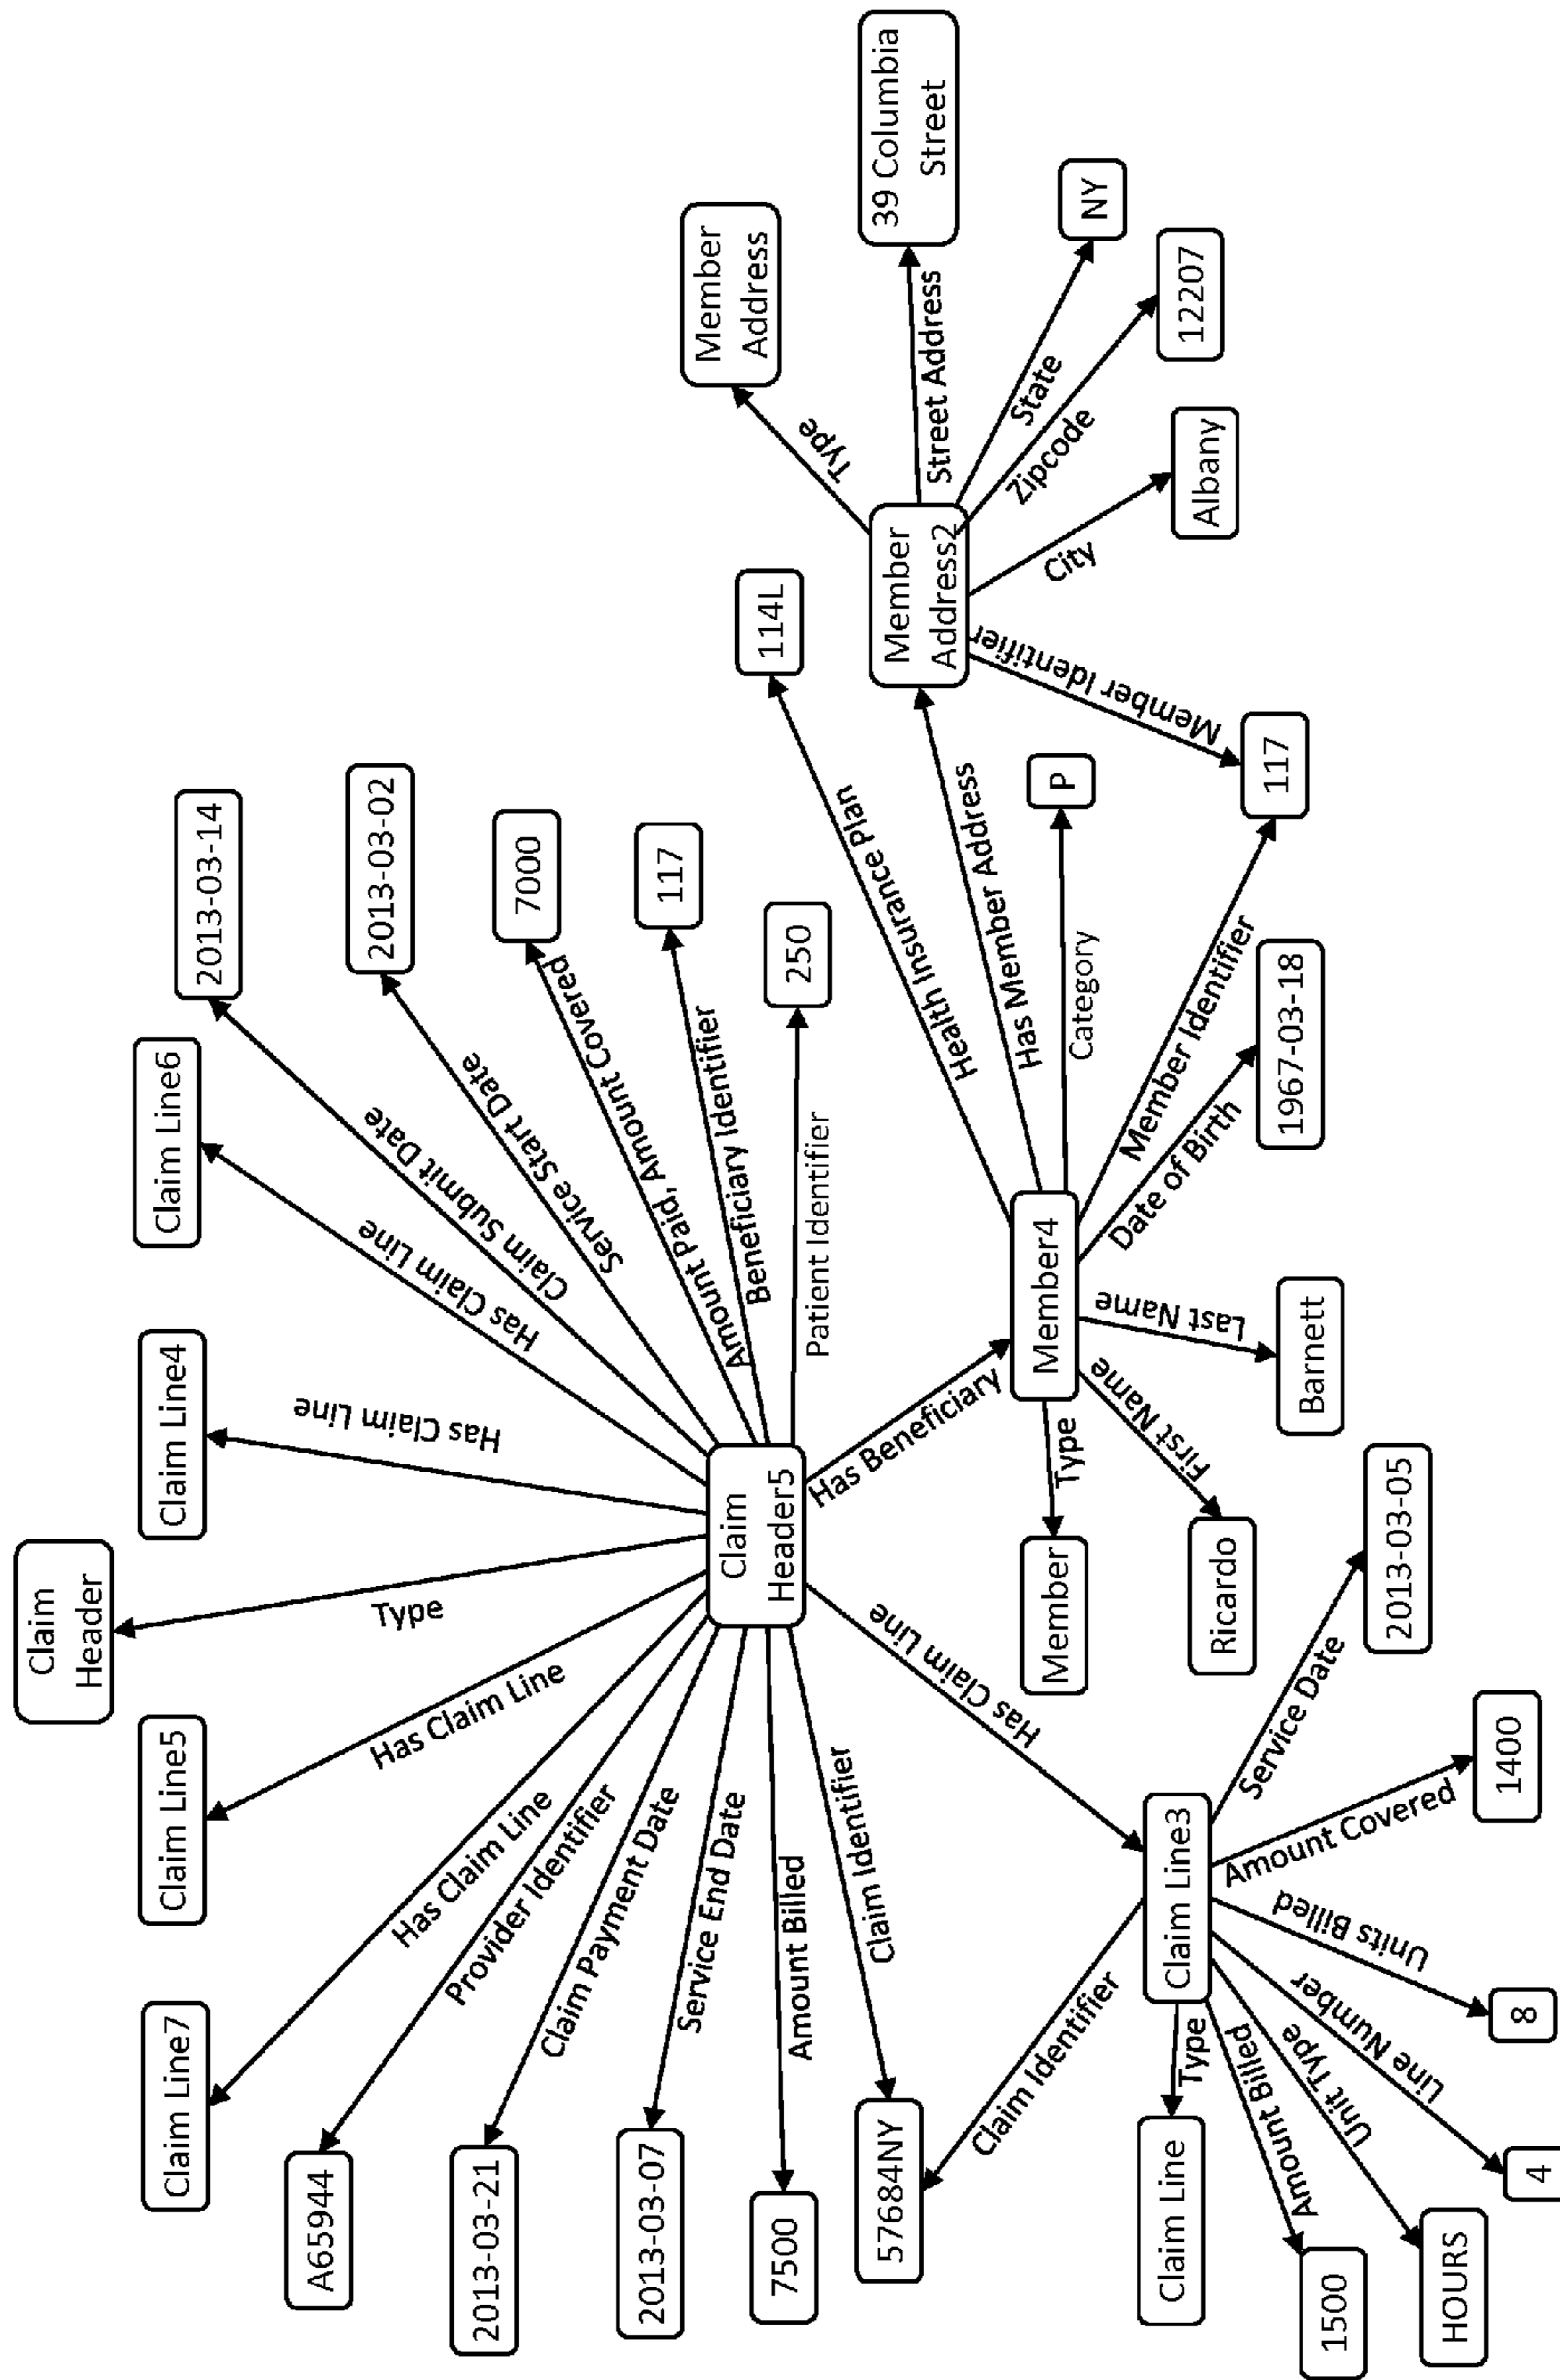 Claim
Header
Claim Line7
Claim Line5
Claim Line4
Claim Line6
2013-03-14
A65944
2013-03-21
2013-03-07
7500
57684NY
2013-03-02
7000
117
250
Has Claim Line
Provider Identifier
Claim Payment Date
Service End Date
Amount Billed
Claim Identifier
Has Claim Line
Type
Has Claim Line
Has Claim Line
Claim Submit Date
Service Start Date
Amount Paid, Amount Covered
Beneficiary Identifier
Patient Identifier
Claim
Header5
Has Claim Line
Has Beneficiary
Claim Identifier
Claim Line3
Type
Claim Line
Amount Billed
1500
Unit Type
HOURS
Line Number
4
Units Billed
8
Amount Covered
1400
Service Date
2013-03-05
Member4
Type
Member
First Name
Ricardo
Last Name
Barnett
Date of Birth
1967-03-18
Member Identifier
117
Category
P
Has Member Address
Health Insurance Plan
114L
Member
Address2
Type
Member
Address
Street Address
39 Columbia
Street
State
NY
Zipcode
12207
City
Albany
Member Identifier